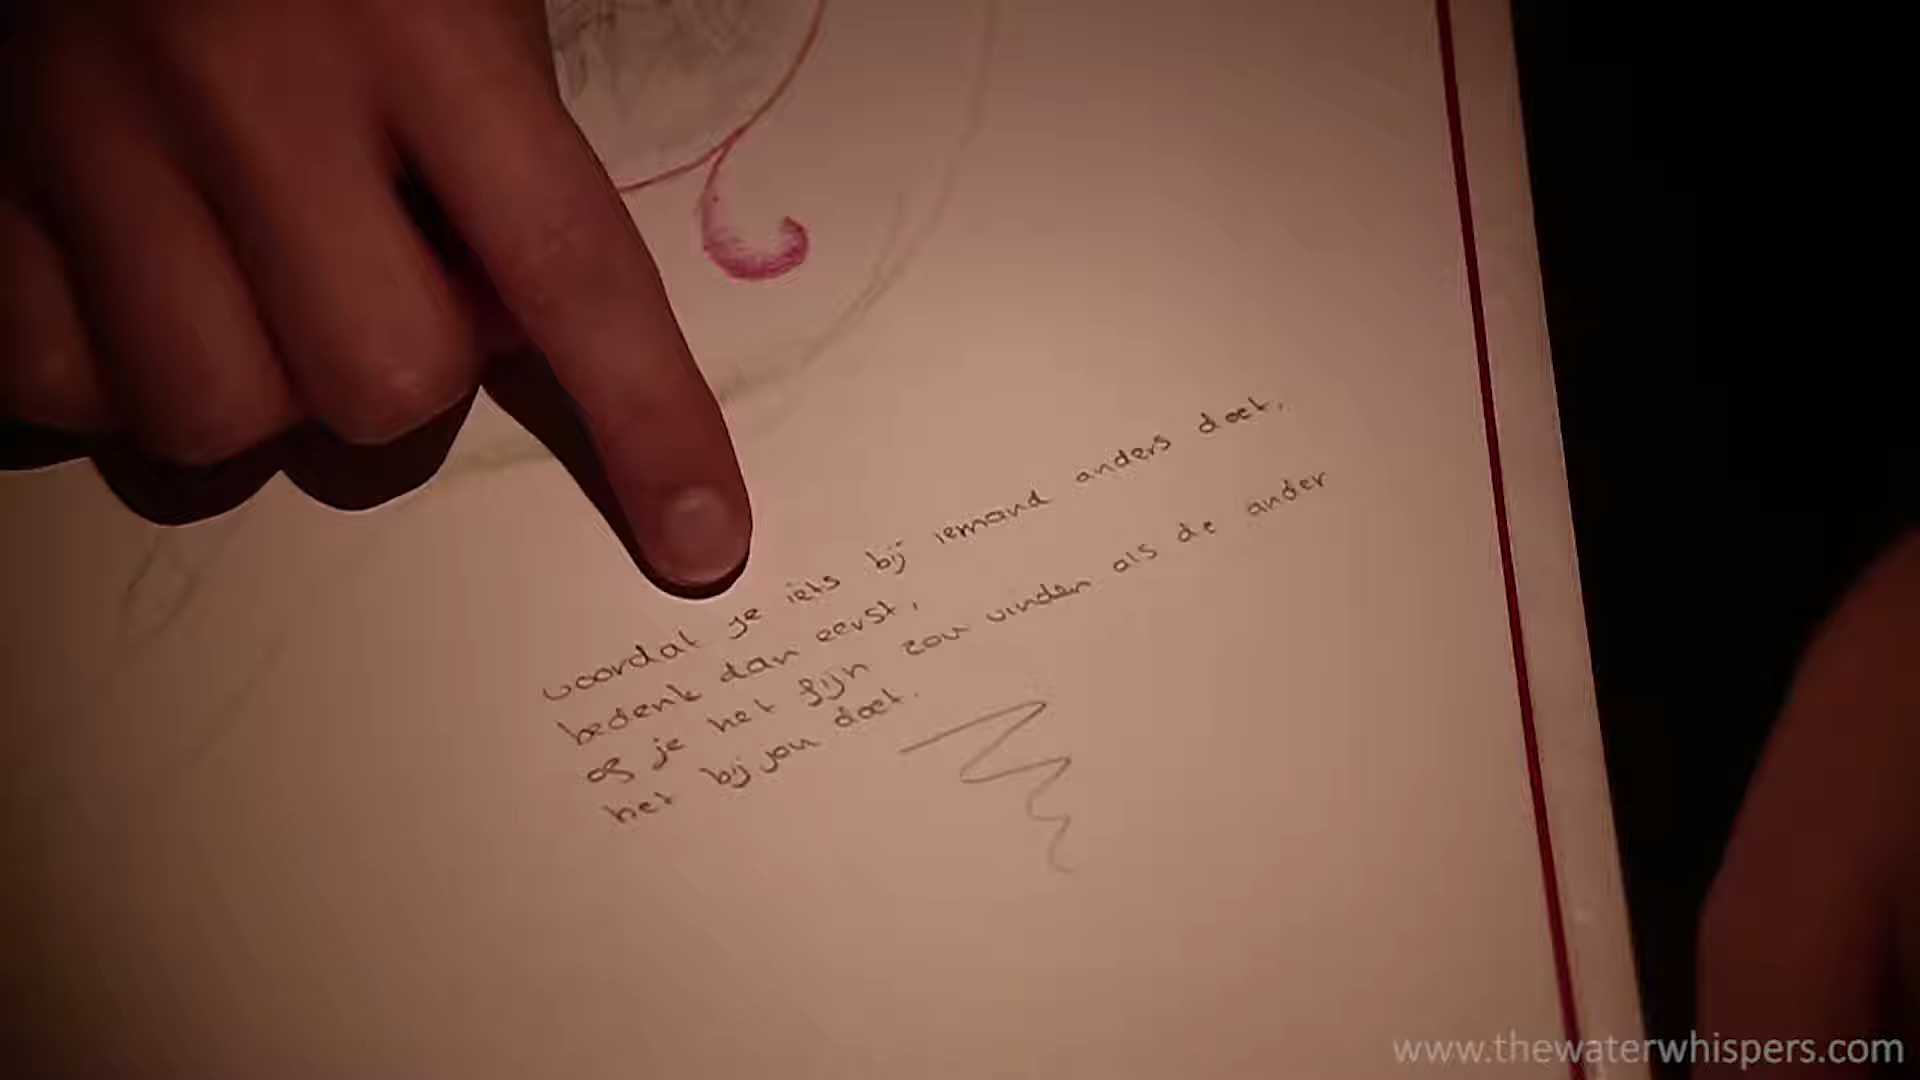 voordat je iets bij iemand anders doet,
bedenk dan eerst,
of je het fijn zou vinden als de ander
het bij jou doet.
www.thewaterwhispers.com